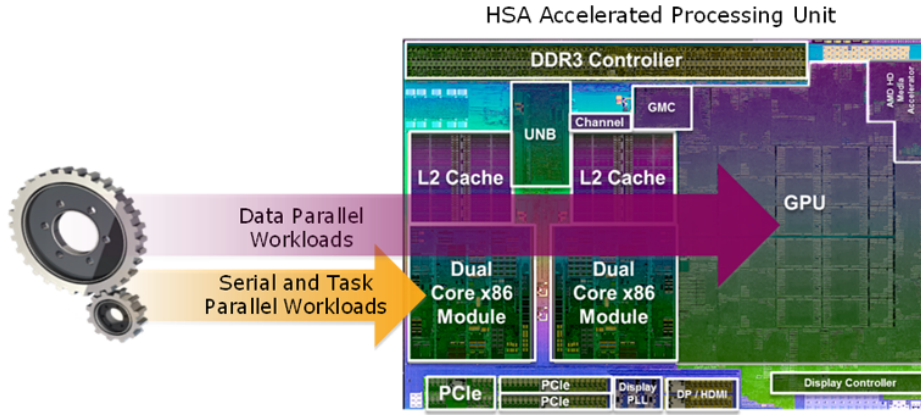 HSA Accelerated Processing Unit
DDR3 Controller
AMD HD
Media
Accelerator
UNB
Channel
GMC
L2 Cache
L2 Cache
GPU
Data Parallel
Workloads
Serial and Task
Parallel Workloads
Dual
Core x86
Module
Dual
Core x86
Module
PCIe
PCIe
PCIe
Display
PLL
DP / HDMI
Display Controller